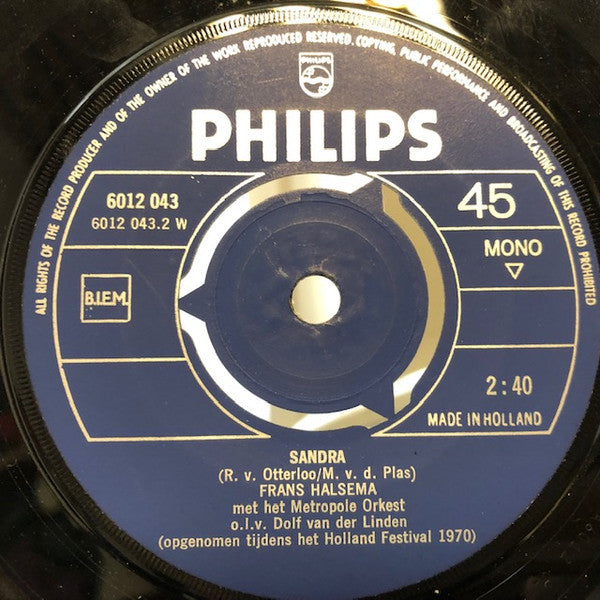 ALL RIGHTS OF THE RECORD PRODUCER AND OF THE OWNER OF THE WORK REPRODUCED RESERVED. COPYING, PUBLIC PERFORMANCE AND BROADCASTING OF THIS RECORD PROHIBITED
PHILIPS
PHILIPS
6012 043
6012 043.2 W
45
MONO
B.I.E.M.
2:40
MADE IN HOLLAND
SANDRA
(R. v. Otterloo/M. v. d. Plas)
FRANS HALSEMA
met het Metropole Orkest
o.l.v. Dolf van der Linden
(opgenomen tijdens het Holland Festival 1970)